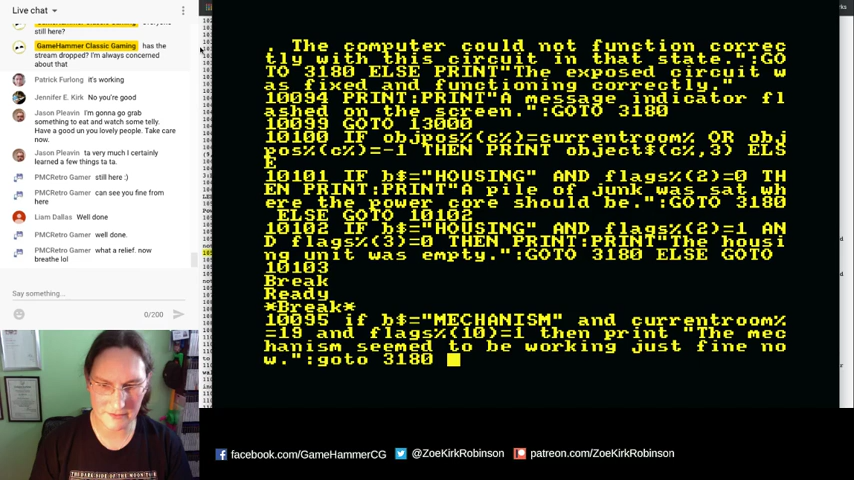 Live chat
GameHammer Classic Gaming everyone
still here?
GameHammer Classic Gaming has the
stream dropped? I'm always concerned
about that
Patrick Furlong it's working
Jennifer E. Kirk No you're good
Jason Pleavin I'm gonna go grab
something to eat and watch some telly.
Have a good un you lovely people. Take care
now.
Jason Pleavin ta very much I certainly
learned a few things ta ta.
PMCRetro Gamer still here :)
PMCRetro Gamer can see you fine from
here
Liam Dallas Well done
PMCRetro Gamer well done.
PMCRetro Gamer what a relief. now
breathe lol
Say something...
0/200
. The computer could not function correc
tly with this circuit in that state.":GO
TO 3180 ELSE PRINT"The exposed circuit w
as fixed and functioning correctly."
10094 PRINT:PRINT"A message indicator fl
ashed on the screen.":GOTO 3180
10099 GOTO 13000
10100 IF objpos%(c%)=currentroom% OR obj
pos%(c%)=-1 THEN PRINT object$(c%,3) ELS
E
10101 IF b$="HOUSING" AND flags%(2)=0 TH
EN PRINT:PRINT"A pile of junk was sat wh
ere the power core should be.":GOTO 3180
ELSE GOTO 10102
10102 IF b$="HOUSING" AND flags%(2)=1 AN
D flags%(3)=0 THEN PRINT:PRINT"The housi
ng unit was empty.":GOTO 3180 ELSE GOTO
10103
Break
Ready
*Break*
10095 if b$="MECHANISM" and currentroom%
=19 and flags%(10)=1 then print "The mec
hanism seemed to be working just fine no
w.":goto 3180
THE DARK SIDE OF THE MOON
facebook.com/GameHammerCG
@ZoeKirkRobinson
patreon.com/ZoeKirkRobinson